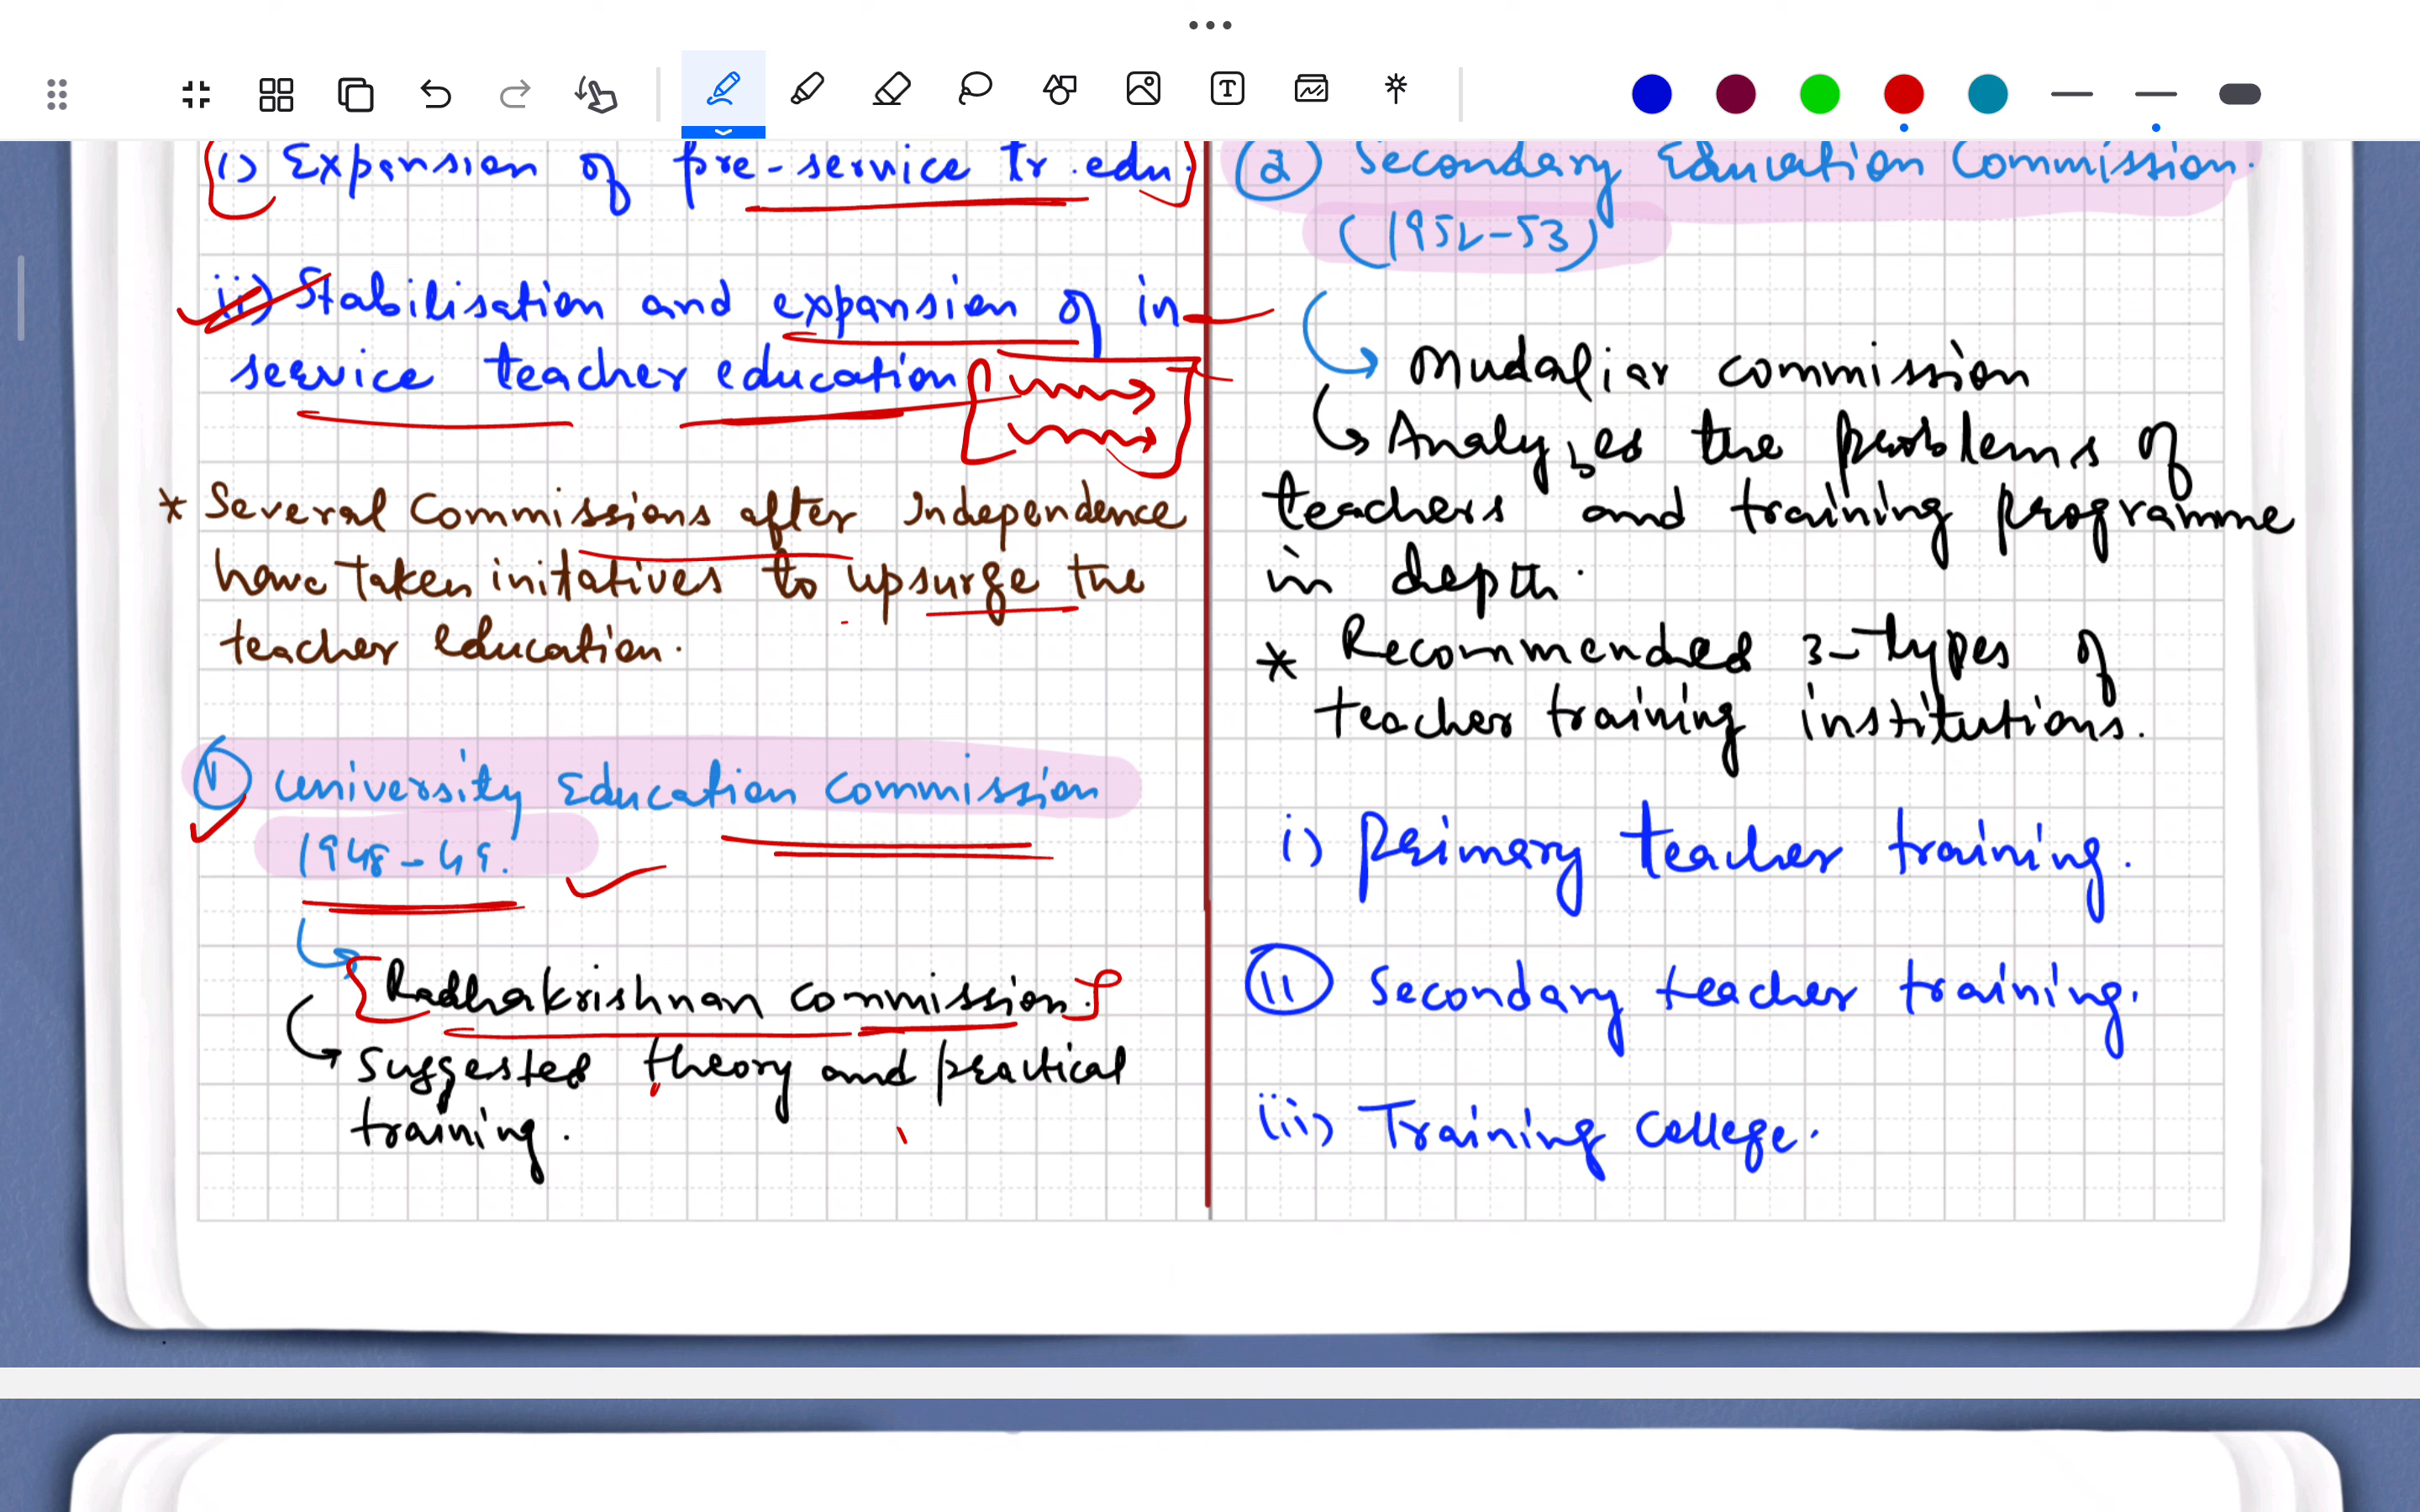 i) Expansion of pre-service tr. edu.
ii) Stabilisation and expansion of in-
service teacher education
* Several Commissions after Independence
have taken initatives to upsurge the
teacher education.
① University Education Commission
1948-49.
Radhakrishnan Commission.
Suggested theory and practical
training.
② Secondary Education Commission.
(1952-53)
Mudaliar commission
Analyzed the problems of
teachers and training programme
in depth.
* Recommended 3-types of
teacher training institutions.
i) Primary teacher training.
ii) Secondary teacher training.
iii) Training College.